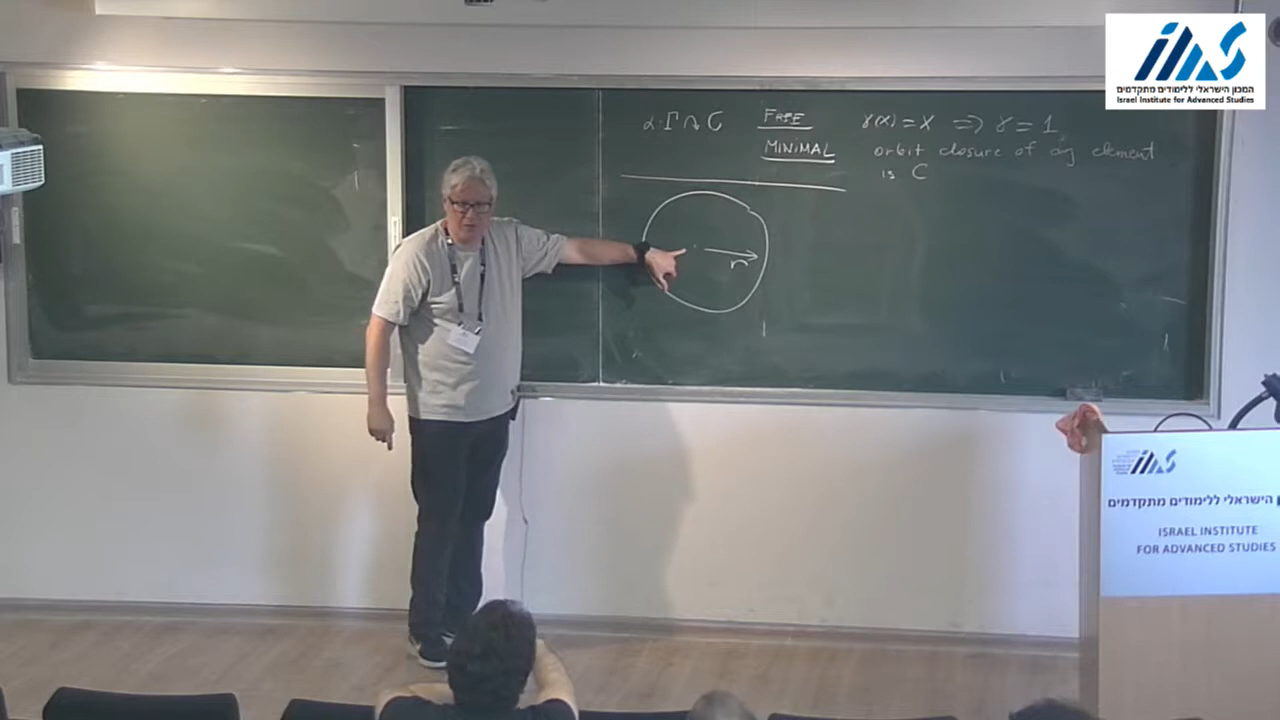 המכון הישראלי ללימודים מתקדמים
Israel Institute for Advanced Studies
α: Γ ↷ C FREE γ(x) = x ⇒ γ = 1
MINIMAL orbit closure of any element
is C
r
הישראלי ללימודים מתקדמים
ISRAEL INSTITUTE
FOR ADVANCED STUDIES